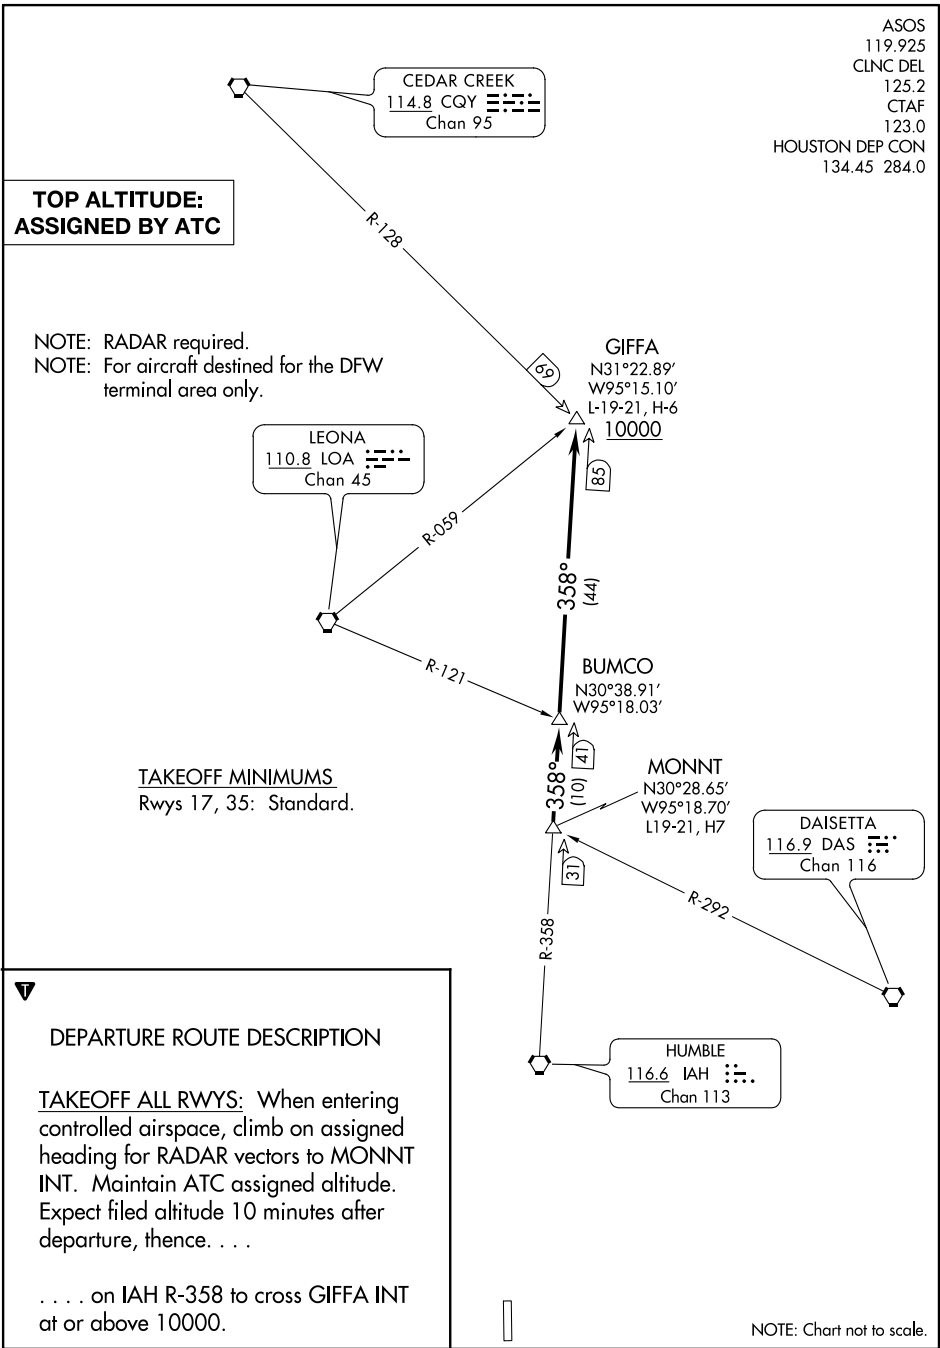 ASOS
119.925
CLNC DEL
125.2
CTAF
123.0
HOUSTON DEP CON
134.45 284.0
CEDAR CREEK
114.8 CQY
Chan 95
TOP ALTITUDE:
ASSIGNED BY ATC
R-128
NOTE: RADAR required.
NOTE: For aircraft destined for the DFW
terminal area only.
69
GIFFA
N31°22.89′
W95°15.10′
L-19-21, H-6
10000
LEONA
110.8 LOA
Chan 45
85
R-059
358°
(44)
R-121
BUMCO
N30°38.91′
W95°18.03′
41
358°
(10)
TAKEOFF MINIMUMS
Rwys 17, 35: Standard.
MONNT
N30°28.65′
W95°18.70′
L19-21, H7
31
DAISETTA
116.9 DAS
Chan 116
R-292
R-358
HUMBLE
116.6 IAH
Chan 113
T
DEPARTURE ROUTE DESCRIPTION
TAKEOFF ALL RWYS: When entering
controlled airspace, climb on assigned
heading for RADAR vectors to MONNT
INT. Maintain ATC assigned altitude.
Expect filed altitude 10 minutes after
departure, thence. . . .
. . . . on IAH R-358 to cross GIFFA INT
at or above 10000.
NOTE: Chart not to scale.